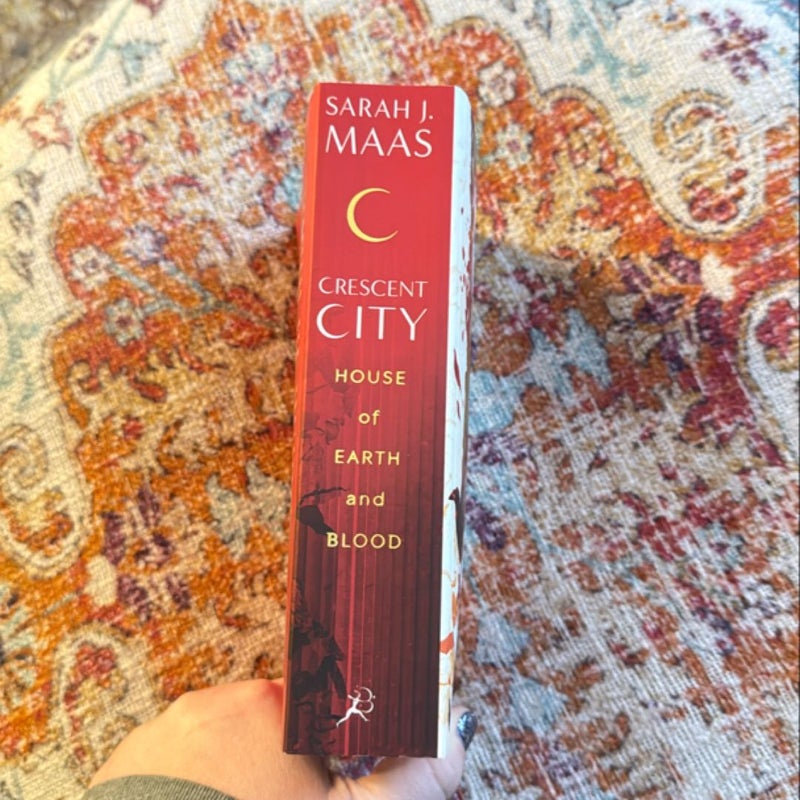 SARAH J.
MAAS
CRESCENT
CITY
HOUSE
of
EARTH
and
BLOOD